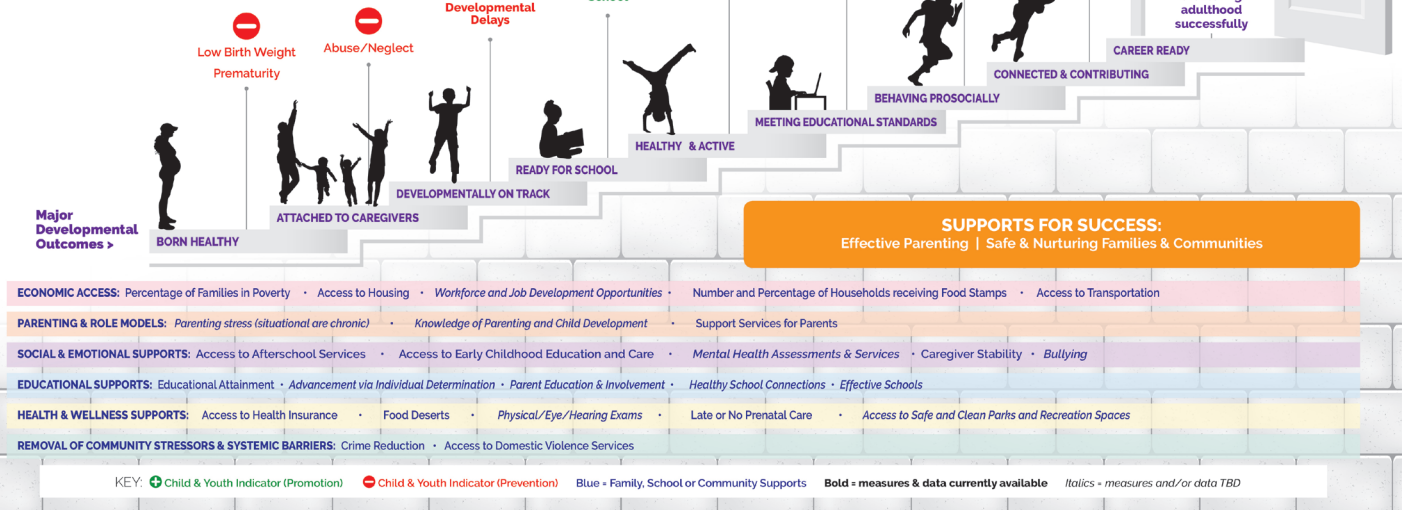 Developmental
Delays
adulthood
successfully
Low Birth Weight
Prematurity
Abuse/Neglect
CAREER READY
CONNECTED & CONTRIBUTING
BEHAVING PROSOCIALLY
MEETING EDUCATIONAL STANDARDS
HEALTHY & ACTIVE
READY FOR SCHOOL
DEVELOPMENTALLY ON TRACK
ATTACHED TO CAREGIVERS
BORN HEALTHY
Major
Developmental
Outcomes >
SUPPORTS FOR SUCCESS:
Effective Parenting | Safe & Nurturing Families & Communities
ECONOMIC ACCESS: Percentage of Families in Poverty • Access to Housing • Workforce and Job Development Opportunities • Number and Percentage of Households receiving Food Stamps • Access to Transportation
PARENTING & ROLE MODELS: Parenting stress (situational are chronic) • Knowledge of Parenting and Child Development • Support Services for Parents
SOCIAL & EMOTIONAL SUPPORTS: Access to Afterschool Services • Access to Early Childhood Education and Care • Mental Health Assessments & Services • Caregiver Stability • Bullying
EDUCATIONAL SUPPORTS: Educational Attainment • Advancement via Individual Determination • Parent Education & Involvement • Healthy School Connections • Effective Schools
HEALTH & WELLNESS SUPPORTS: Access to Health Insurance • Food Deserts • Physical/Eye/Hearing Exams • Late or No Prenatal Care • Access to Safe and Clean Parks and Recreation Spaces
REMOVAL OF COMMUNITY STRESSORS & SYSTEMIC BARRIERS: Crime Reduction • Access to Domestic Violence Services
KEY: Child & Youth Indicator (Promotion) Child & Youth Indicator (Prevention) Blue = Family, School or Community Supports Bold = measures & data currently available Italics = measures and/or data TBD